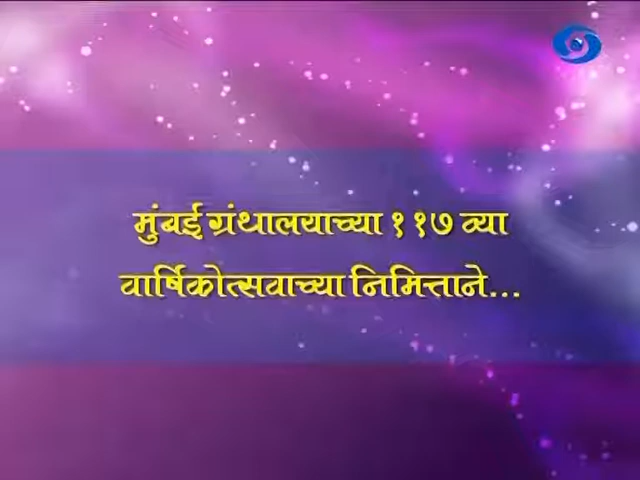 मुंबई ग्रंथालयाच्या ११७ व्या
वार्षिकोत्सवाच्या निमित्ताने...